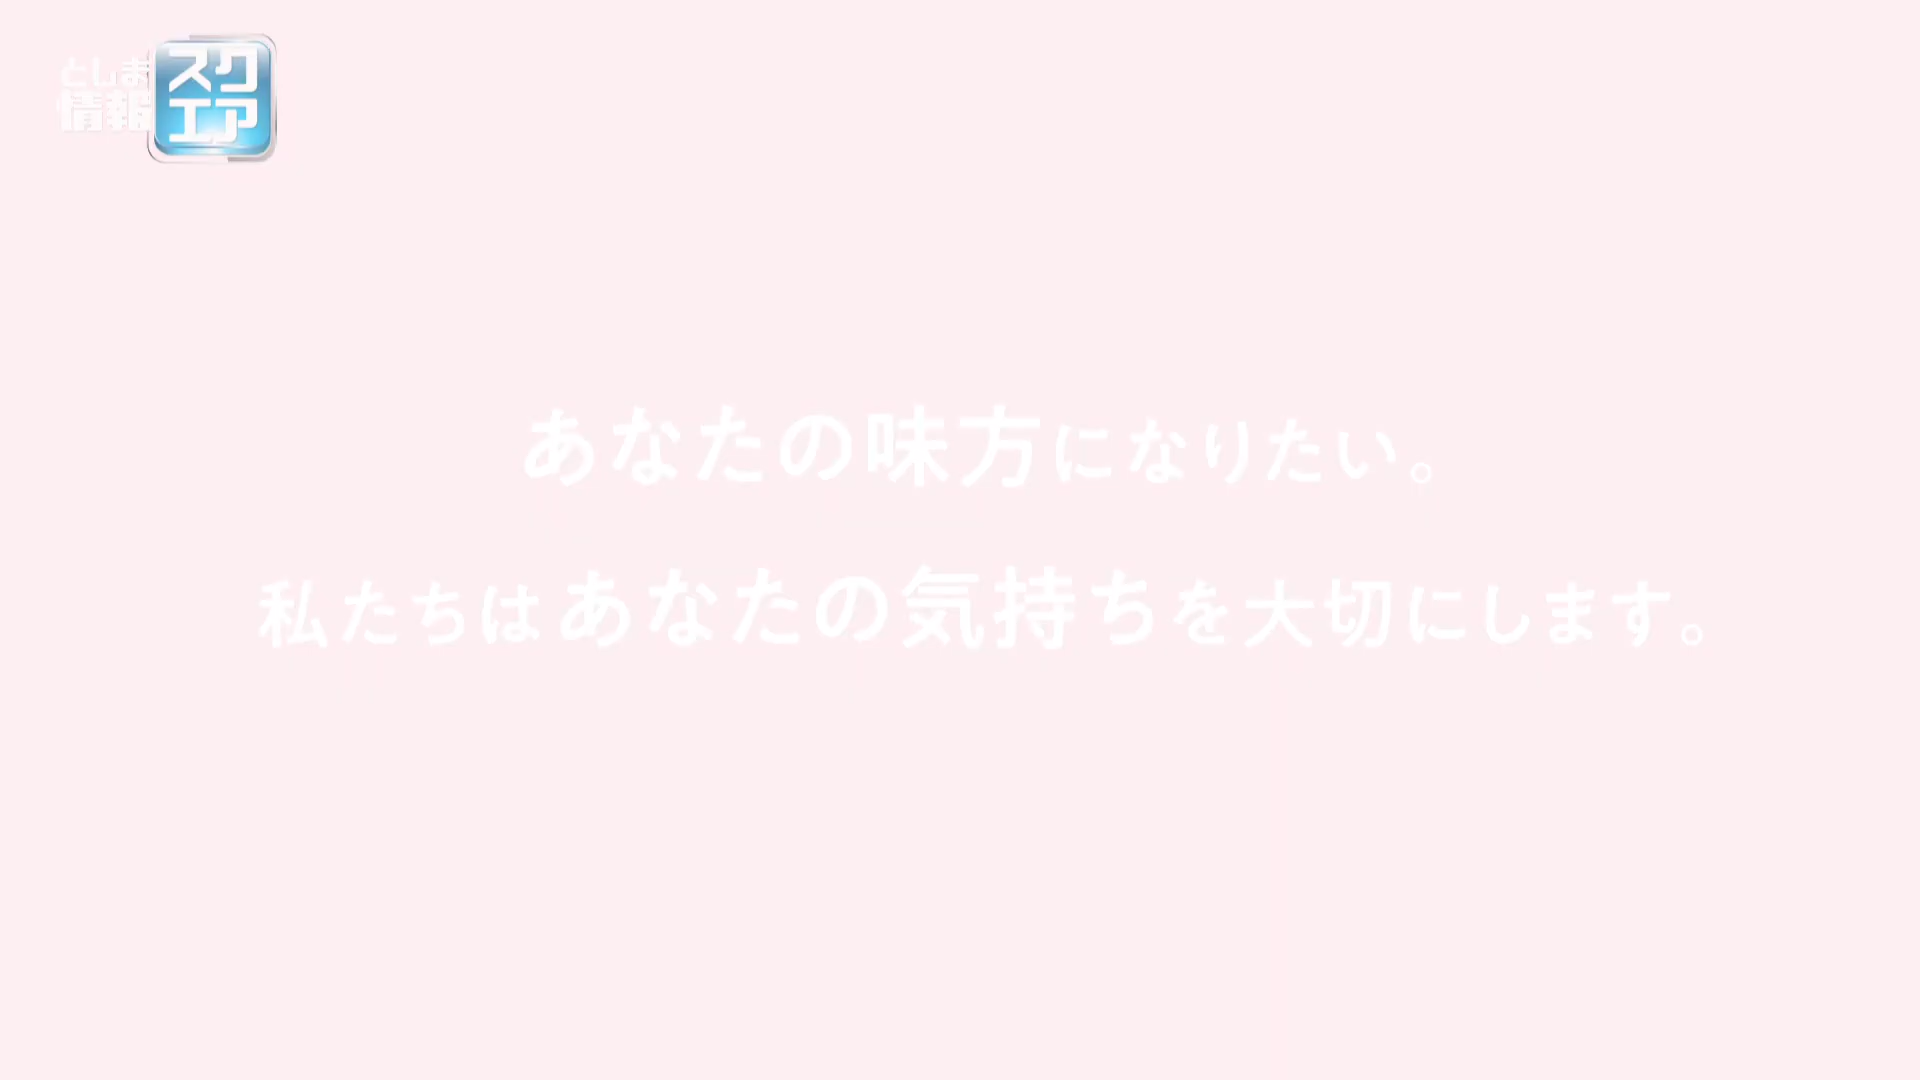 としま
情報
スク
エア
あなたの味方になりたい。
私たちはあなたの気持ちを大切にします。